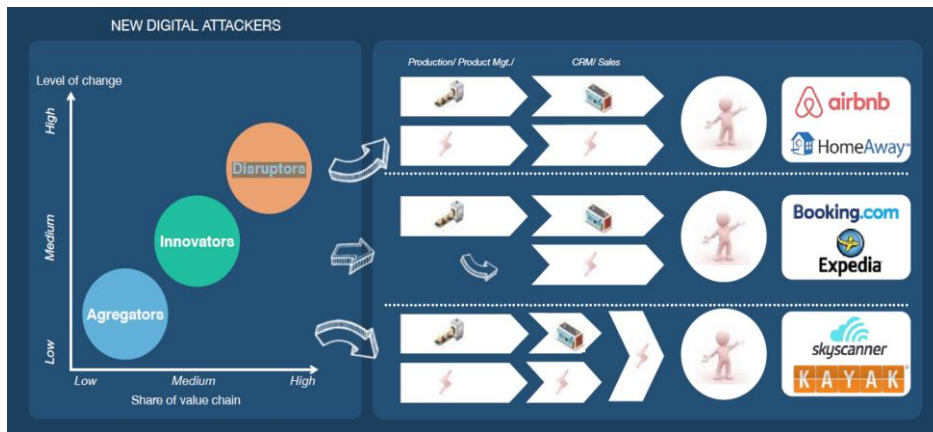 NEW DIGITAL ATTACKERS
Level of change
High
Medium
Low
Disruptors
Innovators
Agregators
Low Medium High
Share of value chain
Production/ Product Mgt./ CRM/ Sales
airbnb
HomeAway
Booking.com
Expedia
skyscanner
KAYAK